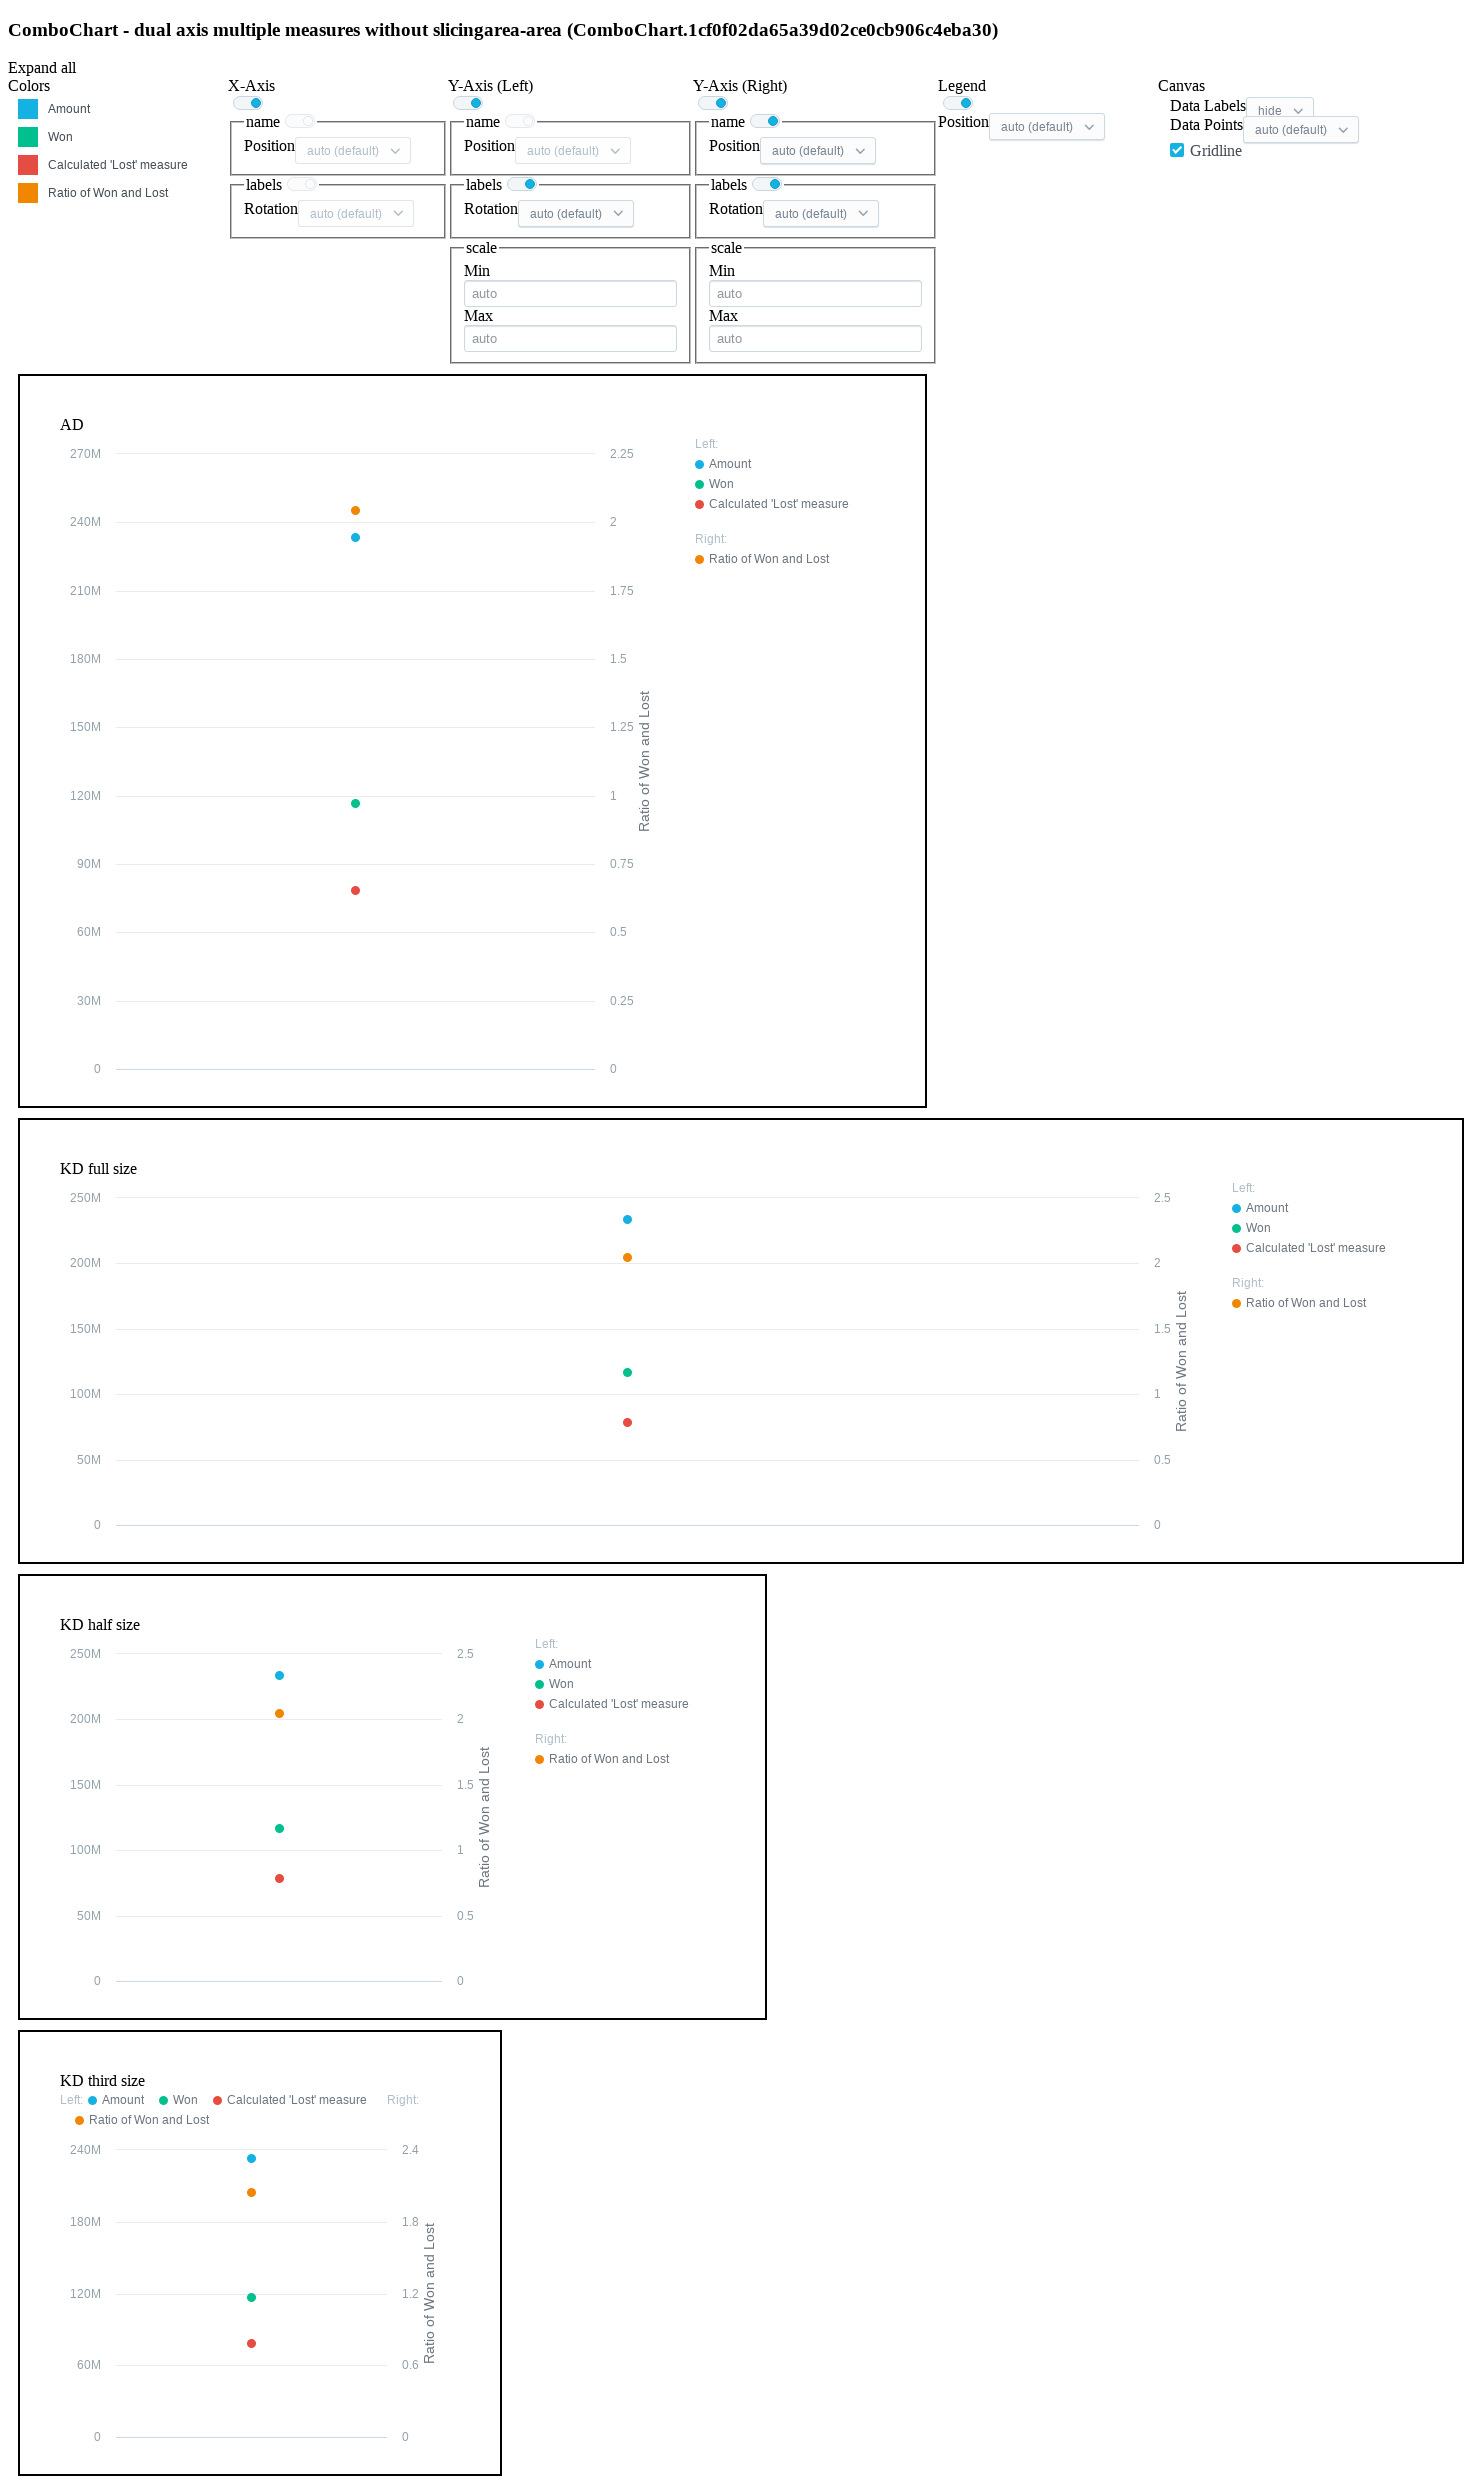 ComboChart - dual axis multiple measures without slicingarea-area (ComboChart.1cf0f02da65a39d02ce0cb906c4eba30)
Expand all
Colors
Amount
Won
Calculated 'Lost' measure
Ratio of Won and Lost
X-Axis
name
Position auto (default)
labels
Rotation auto (default)
Y-Axis (Left)
name
Position auto (default)
labels
Rotation auto (default)
scale
Min
auto
Max
auto
Y-Axis (Right)
name
Position auto (default)
labels
Rotation auto (default)
scale
Min
auto
Max
auto
Legend
Position auto (default)
Canvas
Data Labels hide
Data Points auto (default)
Gridline
AD
270M
240M
210M
180M
150M
120M
90M
60M
30M
0
2.25
2
1.75
1.5
1.25
1
0.75
0.5
0.25
0
Ratio of Won and Lost
Left:
Amount
Won
Calculated 'Lost' measure
Right:
Ratio of Won and Lost
KD full size
250M
200M
150M
100M
50M
0
2.5
2
1.5
1
0.5
0
Ratio of Won and Lost
Left:
Amount
Won
Calculated 'Lost' measure
Right:
Ratio of Won and Lost
KD half size
250M
200M
150M
100M
50M
0
2.5
2
1.5
1
0.5
0
Ratio of Won and Lost
Left:
Amount
Won
Calculated 'Lost' measure
Right:
Ratio of Won and Lost
KD third size
Left: Amount Won Calculated 'Lost' measure Right:
Ratio of Won and Lost
240M
180M
120M
60M
0
2.4
1.8
1.2
0.6
0
Ratio of Won and Lost